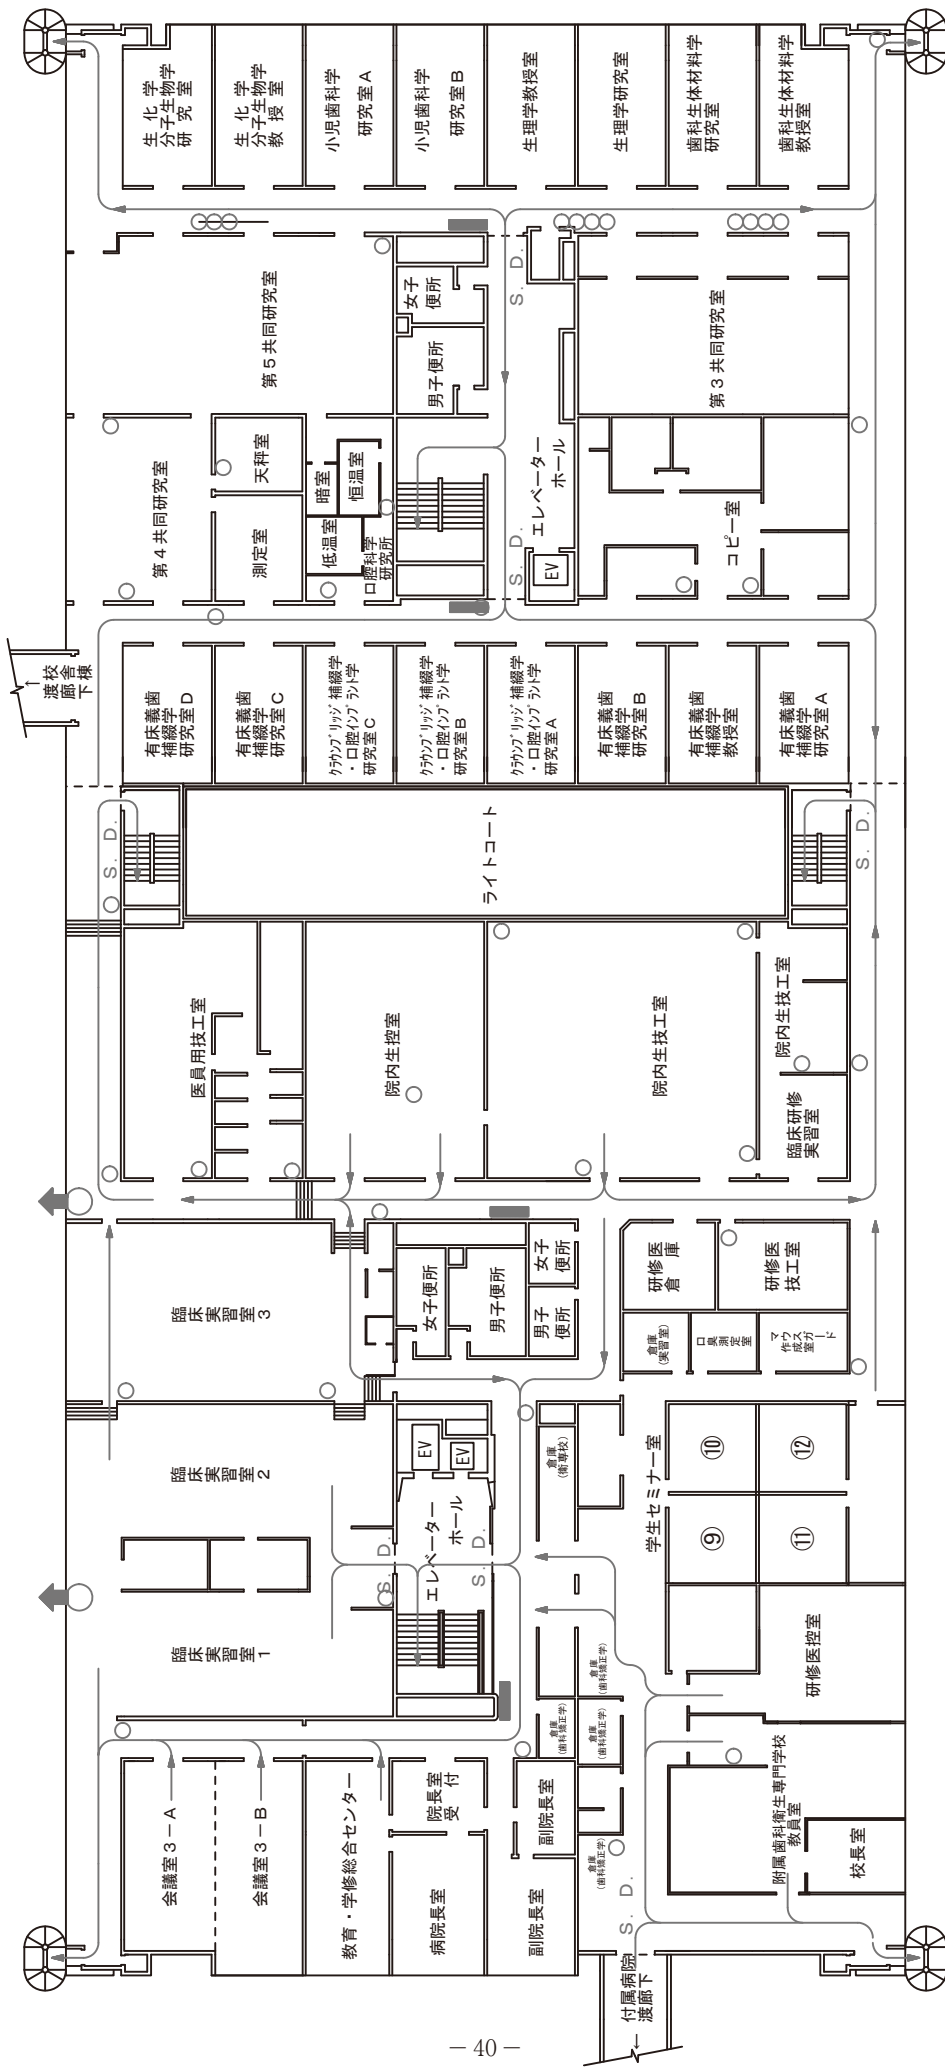 生 化 学
分子生物学
研 究 室
生 化 学
分子生物学
教 授 室
小児歯科学
研究室A
小児歯科学
研究室B
生理学教授室
生理学研究室
歯科生体材料学
研究室
歯科生体材料学
教授室
第5共同研究室
女子
便所
男子便所
S. D.
第3共同研究室
第4共同研究室
天秤室
測定室
暗室
恒温室
低温室
口腔科学
研究所
エレベーター
ホール
S. D.
EV
コピー室
←
校舎棟
渡廊下
有床義歯
補綴学
研究室D
有床義歯
補綴学
研究室C
クラウンブリッジ補綴学
・口腔インプラント学
研究室C
クラウンブリッジ補綴学
・口腔インプラント学
研究室B
クラウンブリッジ補綴学
・口腔インプラント学
研究室A
有床義歯
補綴学
研究室B
有床義歯
補綴学
教授室
有床義歯
補綴学
研究室A
S. D.
ライトコート
S. D.
医員用技工室
院内生控室
院内生技工室
院内生技工室
臨床研修
実習室
臨床実習室3
女子便所
男子便所
女子
便所
男子
便所
研修医
倉 庫
研修医
技工室
倉庫
(実習室)
口臭
測定室
マウスガード
作成室
臨床実習室2
EV
EV
エレベーター
ホール
S. D.
S. D.
倉庫
(衛専校)
学生セミナー室
⑩
⑫
⑨
⑪
臨床実習室1
倉庫
(歯科矯正学)
倉庫
(歯科矯正学)
倉庫
(歯科矯正学)
倉庫
(歯科矯正学)
研修医控室
会議室3－A
会議室3－B
教育・学修総合センター
院長室
受 付
病院長室
副院長室
副院長室
S. D.
附属歯科衛生専門学校
教員室
校長室
←
付属病院
渡廊下
－ 40 －